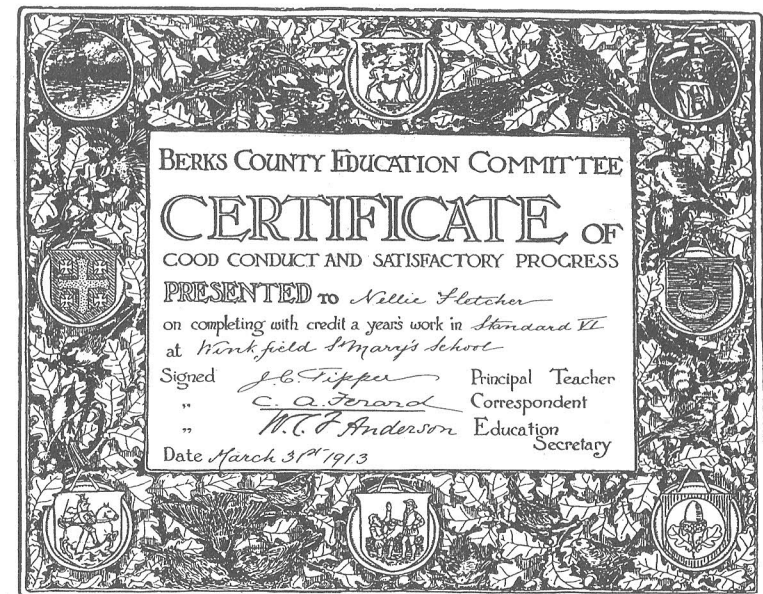 BERKS COUNTY EDUCATION COMMITTEE
CERTIFICATE OF
GOOD CONDUCT AND SATISFACTORY PROGRESS
PRESENTED TO Nellie Fletcher
on completing with credit a year's work in Standard VI
at Winkfield St Mary's School
Signed J.C. Tipper Principal Teacher
„ C. A. Ferard Correspondent
„ W.C.F Anderson Education
Secretary
Date March 31st 1913